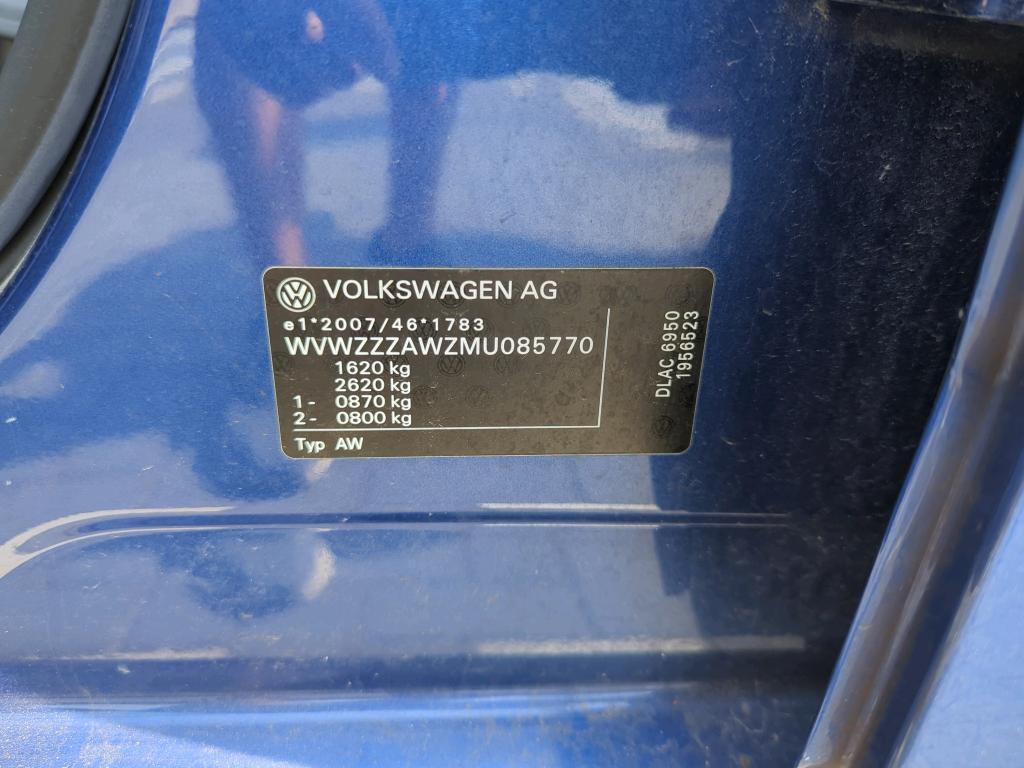 VOLKSWAGEN AG
e1*2007/46*1783
WVWZZZAWZMU085770
1620 kg
2620 kg
1- 0870 kg
2- 0800 kg
Typ AW
DLAC 6950
1956523